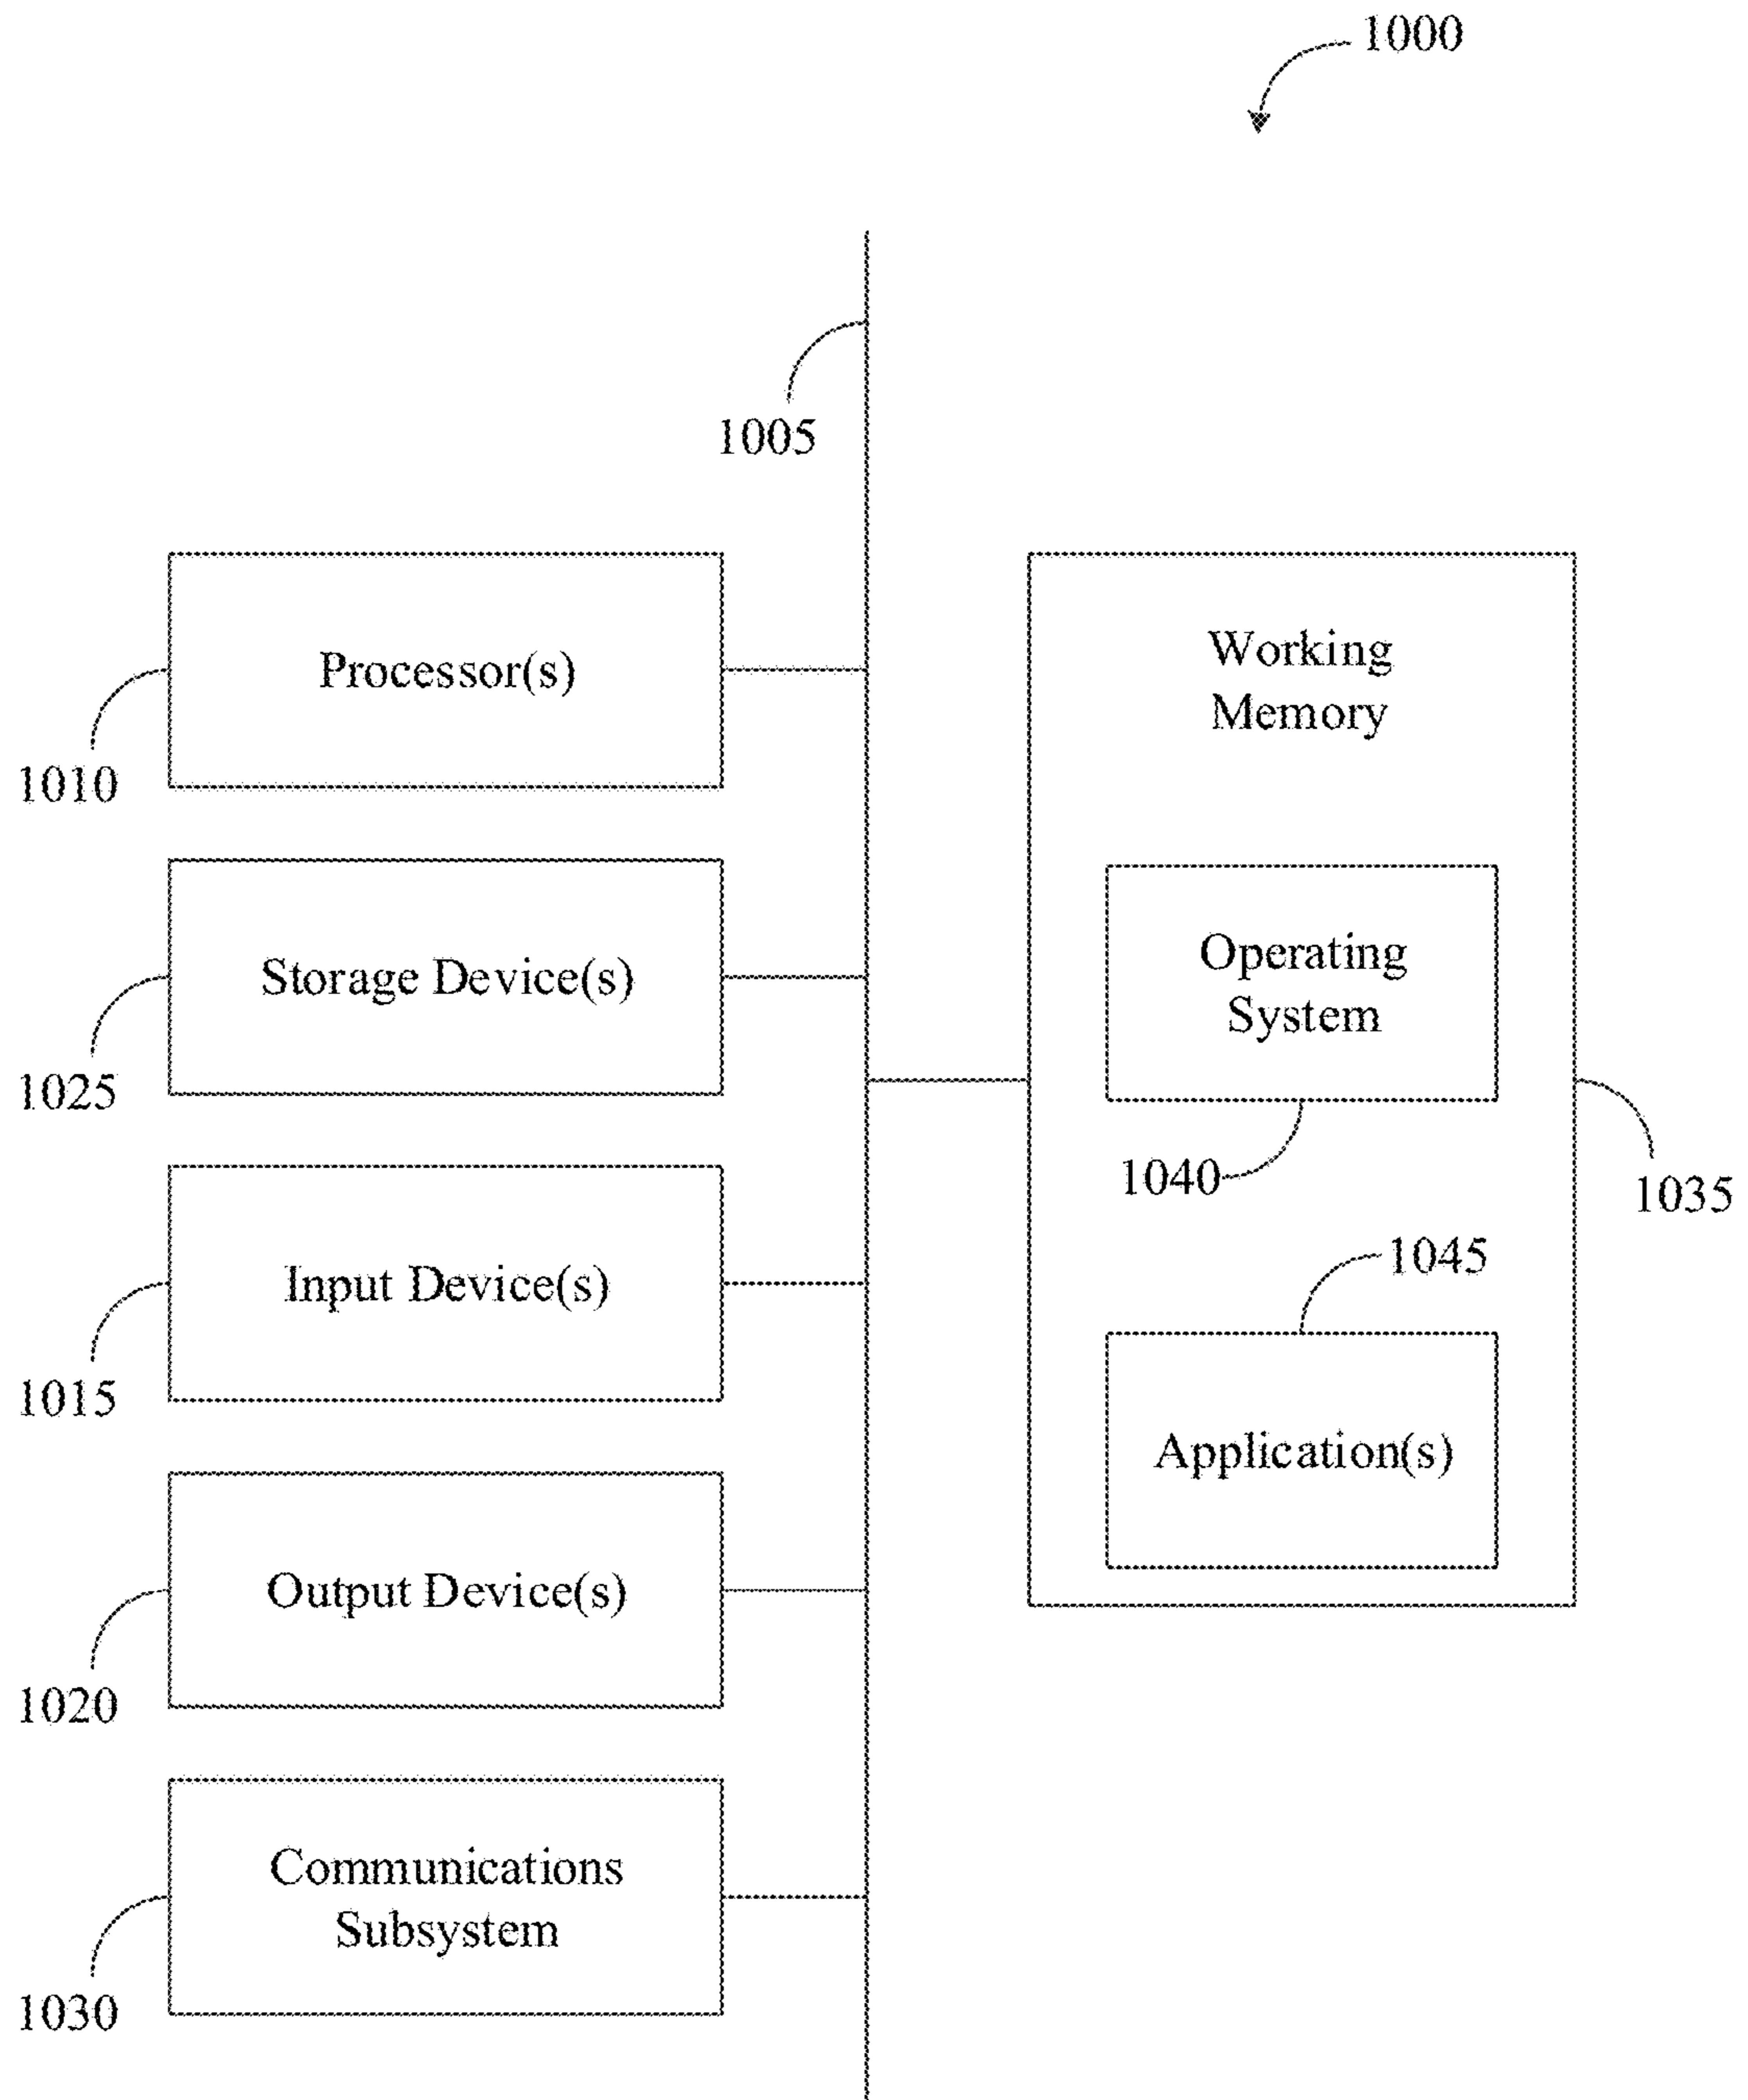 1000
1005
Processor(s)
1010
Storage Device(s)
1025
Input Device(s)
1015
Output Device(s)
1020
Communications
Subsystem
1030
Working
Memory
Operating
System
1040
1035
1045
Application(s)